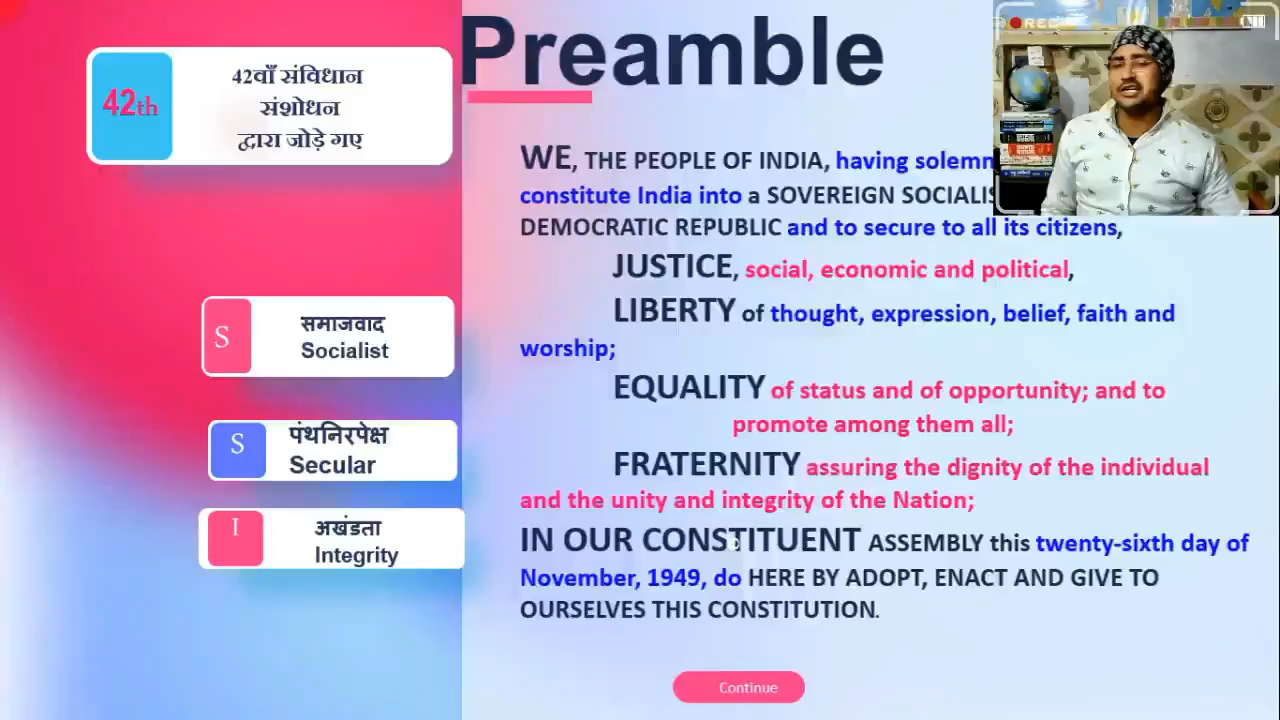 Preamble
42th
42वाँ संविधान
संशोधन
द्वारा जोड़े गए
S
समाजवाद
Socialist
S
पंथनिरपेक्ष
Secular
I
अखंडता
Integrity
WE, THE PEOPLE OF INDIA, having
constitute India into a SOVEREIGN
DEMOCRATIC REPUBLIC and to secure to all its citizens,
JUSTICE, social, economic and political,
LIBERTY of thought, expression, belief, faith and
worship;
EQUALITY of status and of opportunity; and to
promote among them all;
FRATERNITY assuring the dignity of the individual
and the unity and integrity of the Nation;
IN OUR CONSTITUENT ASSEMBLY this twenty-sixth day of
November, 1949, do HERE BY ADOPT, ENACT AND GIVE TO
OURSELVES THIS CONSTITUTION.
Continue
REC